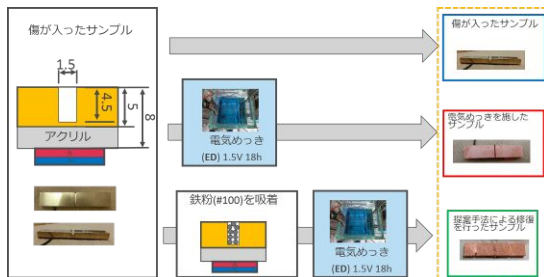 傷が入ったサンプル
1.5
4.5
5
8
アクリル
電気めっき
(ED) 1.5V 18h
鉄粉(#100)を吸着
電気めっき
(ED) 1.5V 18h
傷が入ったサンプル
電気めっきを施した
サンプル
提案手法による修復
を行ったサンプル